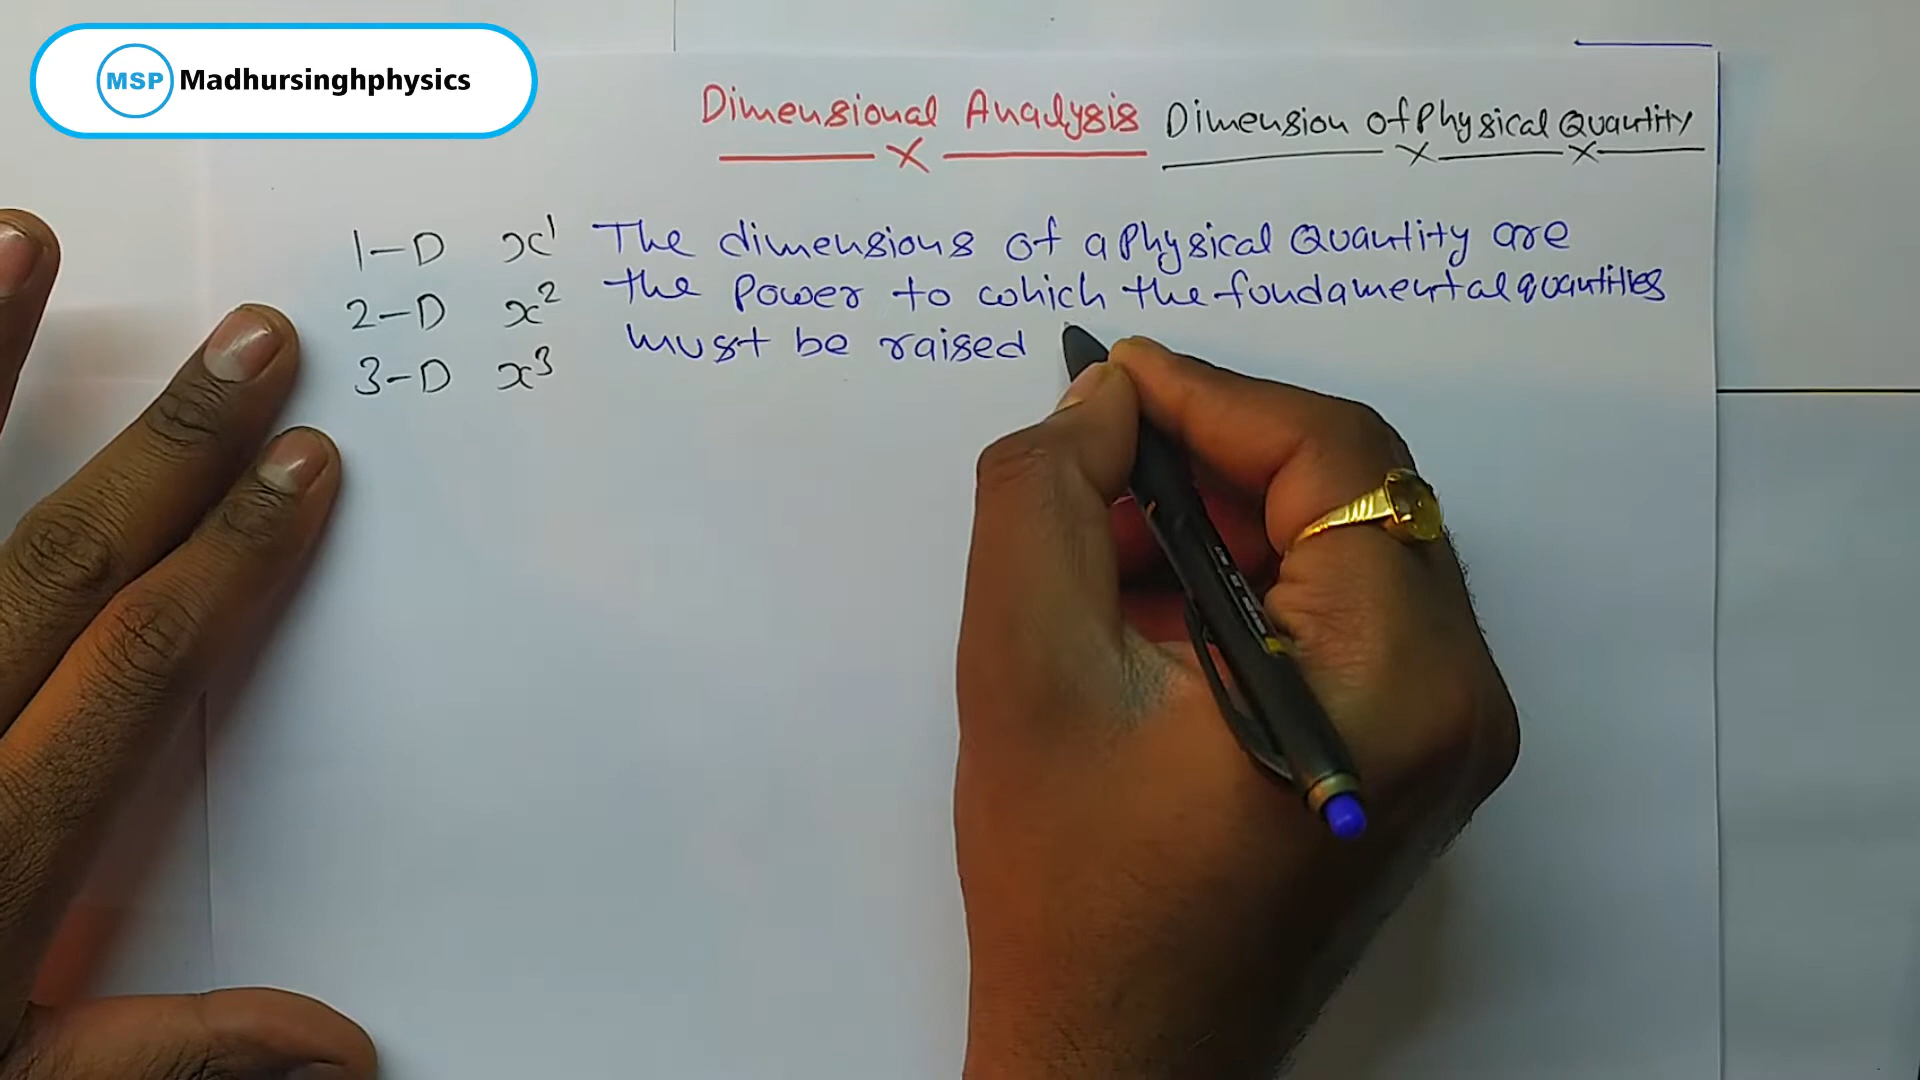 MSP Madhursinghphysics
Dimensional Analysis Dimension of Physical Quantity
1-D x¹
2-D x²
3-D x³
The dimensions of a Physical Quantity are
the Power to which the fundamental quantities
must be raised